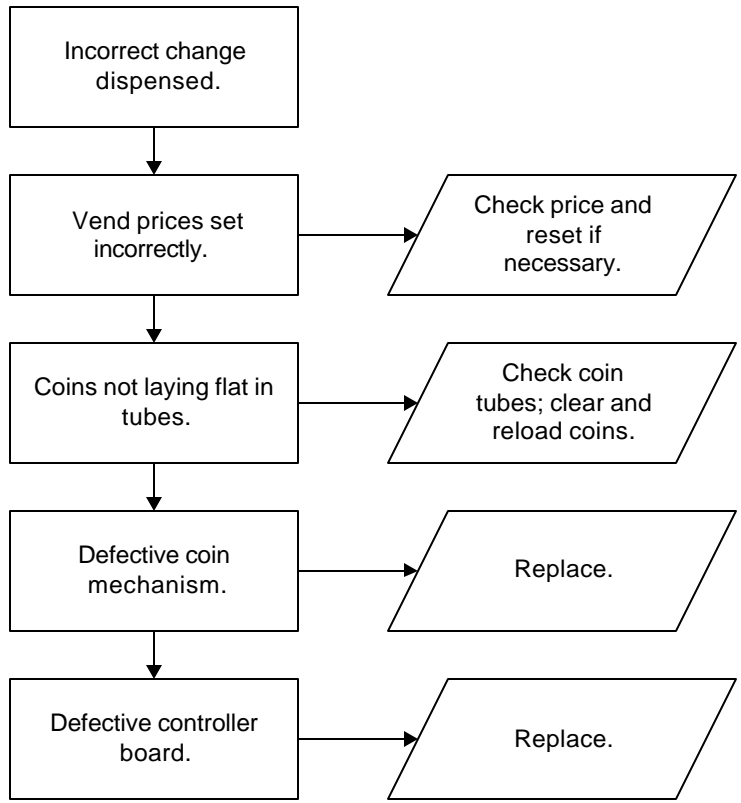 Incorrect change
dispensed.
Vend prices set
incorrectly.
Check price and
reset if
necessary.
Coins not laying flat in
tubes.
Check coin
tubes; clear and
reload coins.
Defective coin
mechanism.
Replace.
Defective controller
board.
Replace.